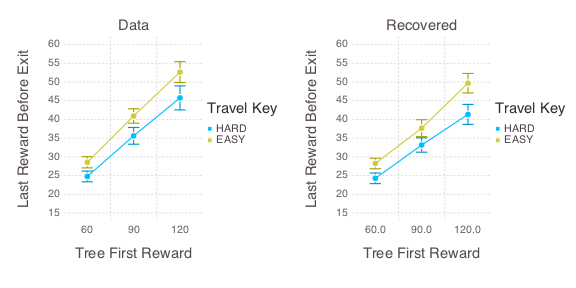 Data
Last Reward Before Exit
60
55
50
45
40
35
30
25
20
15
60 90 120
Tree First Reward
Travel Key
HARD
EASY
Recovered
Last Reward Before Exit
60
55
50
45
40
35
30
25
20
15
60.0 90.0 120.0
Tree First Reward
Travel Key
HARD
EASY